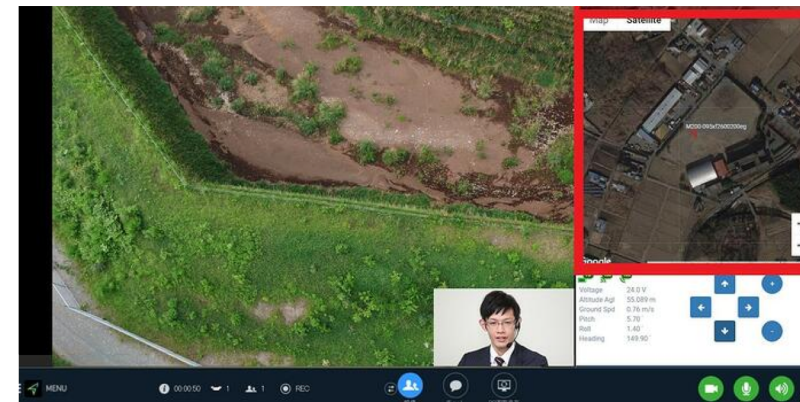 Map Satellite
Google
Voltage 24.0 V
Altitude Agl 55.089 m
Ground Spd 0.76 m/s
Pitch 5.70
Roll 1.40
Heading 149.90
MENU
00:00:50
1
1
REC